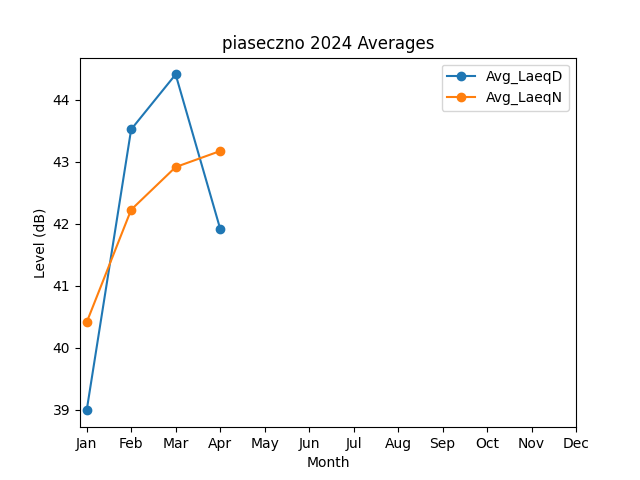 piaseczno 2024 Averages
Avg_LaeqD
Avg_LaeqN
Level (dB)
44
43
42
41
40
39
Jan Feb Mar Apr May Jun Jul Aug Sep Oct Nov Dec
Month